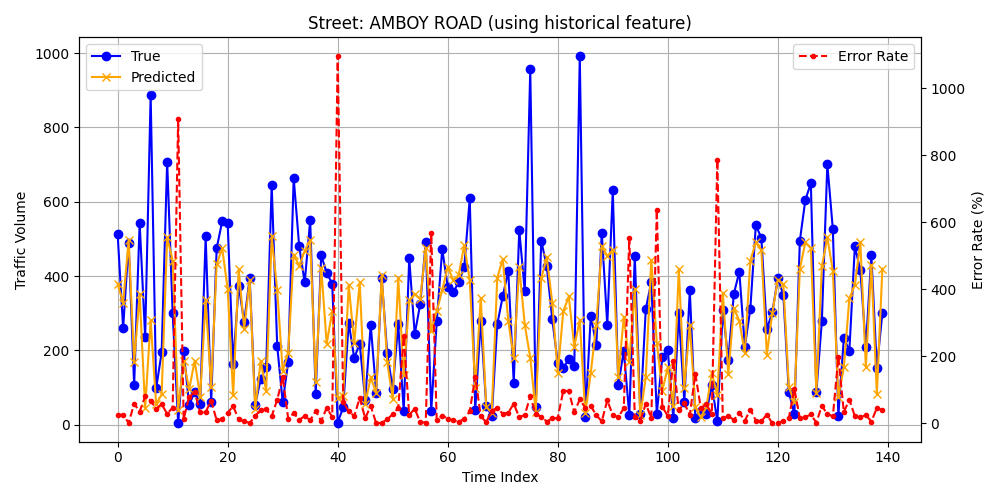 Street: AMBOY ROAD (using historical feature)
True
Predicted
Error Rate
Traffic Volume
1000
800
600
400
200
0
1000
800
600
400
200
0
Error Rate (%)
0 20 40 60 80 100 120 140
Time Index